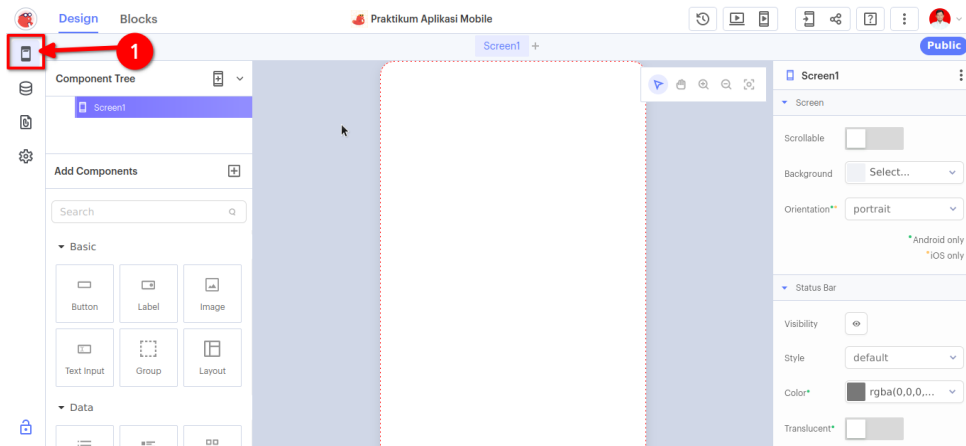 Design Blocks
Praktikum Aplikasi Mobile
1
Screen1 +
Public
Component Tree
Screen1
Add Components
Search
Basic
Button Label Image
Text Input Group Layout
Data
Screen1
Screen
Scrollable
Background Select...
Orientation** portrait
*Android only
*iOS only
Status Bar
Visibility
Style default
Color* rgba(0,0,0,...
Translucent*